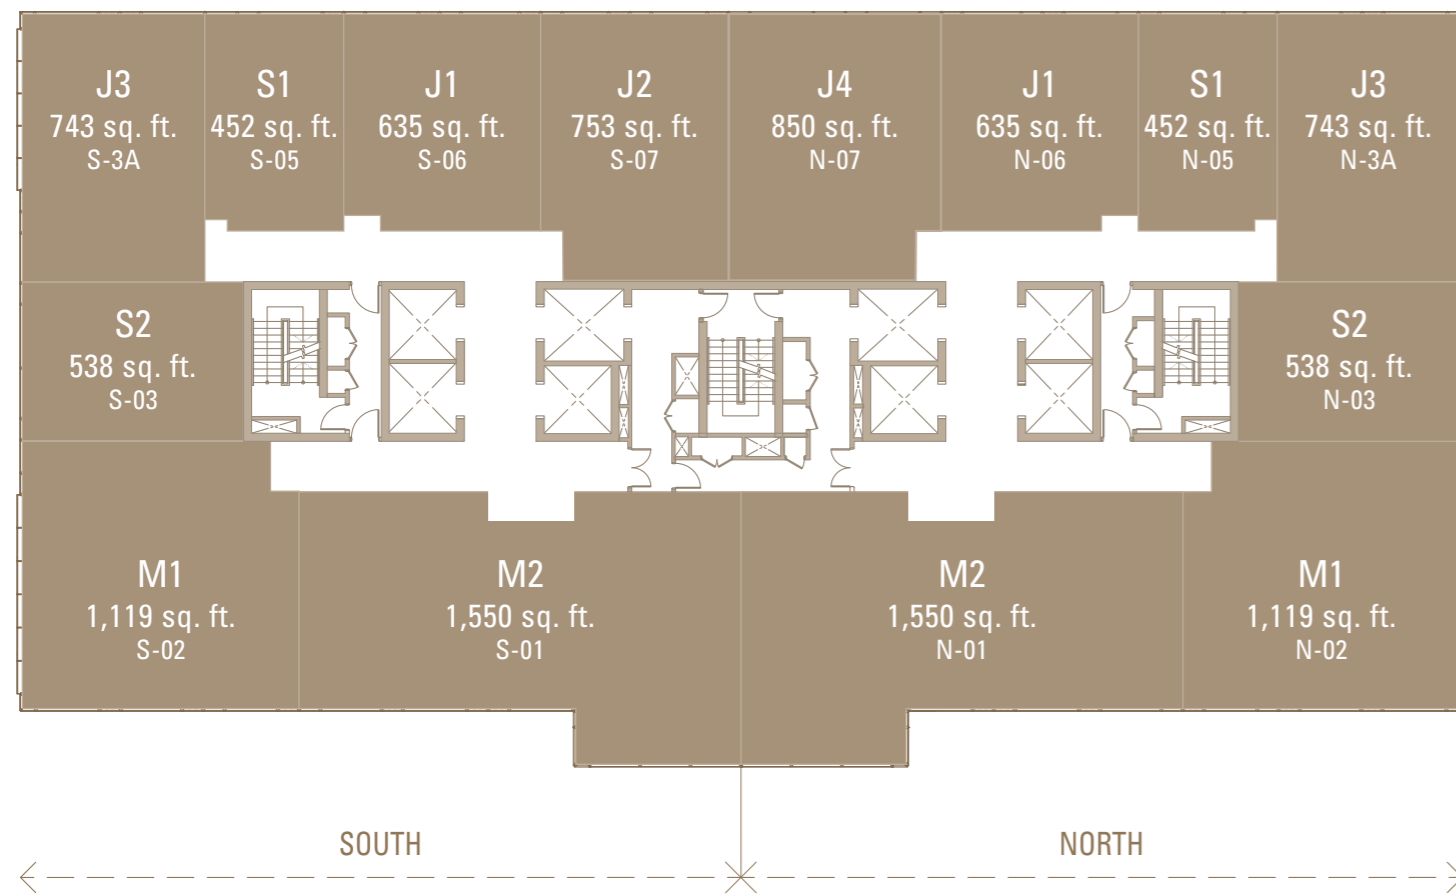 J3
743 sq. ft.
S-3A
S1
452 sq. ft.
S-05
J1
635 sq. ft.
S-06
J2
753 sq. ft.
S-07
J4
850 sq. ft.
N-07
J1
635 sq. ft.
N-06
S1
452 sq. ft.
N-05
J3
743 sq. ft.
N-3A
S2
538 sq. ft.
S-03
S2
538 sq. ft.
N-03
M1
1,119 sq. ft.
S-02
M2
1,550 sq. ft.
S-01
M2
1,550 sq. ft.
N-01
M1
1,119 sq. ft.
N-02
SOUTH
NORTH